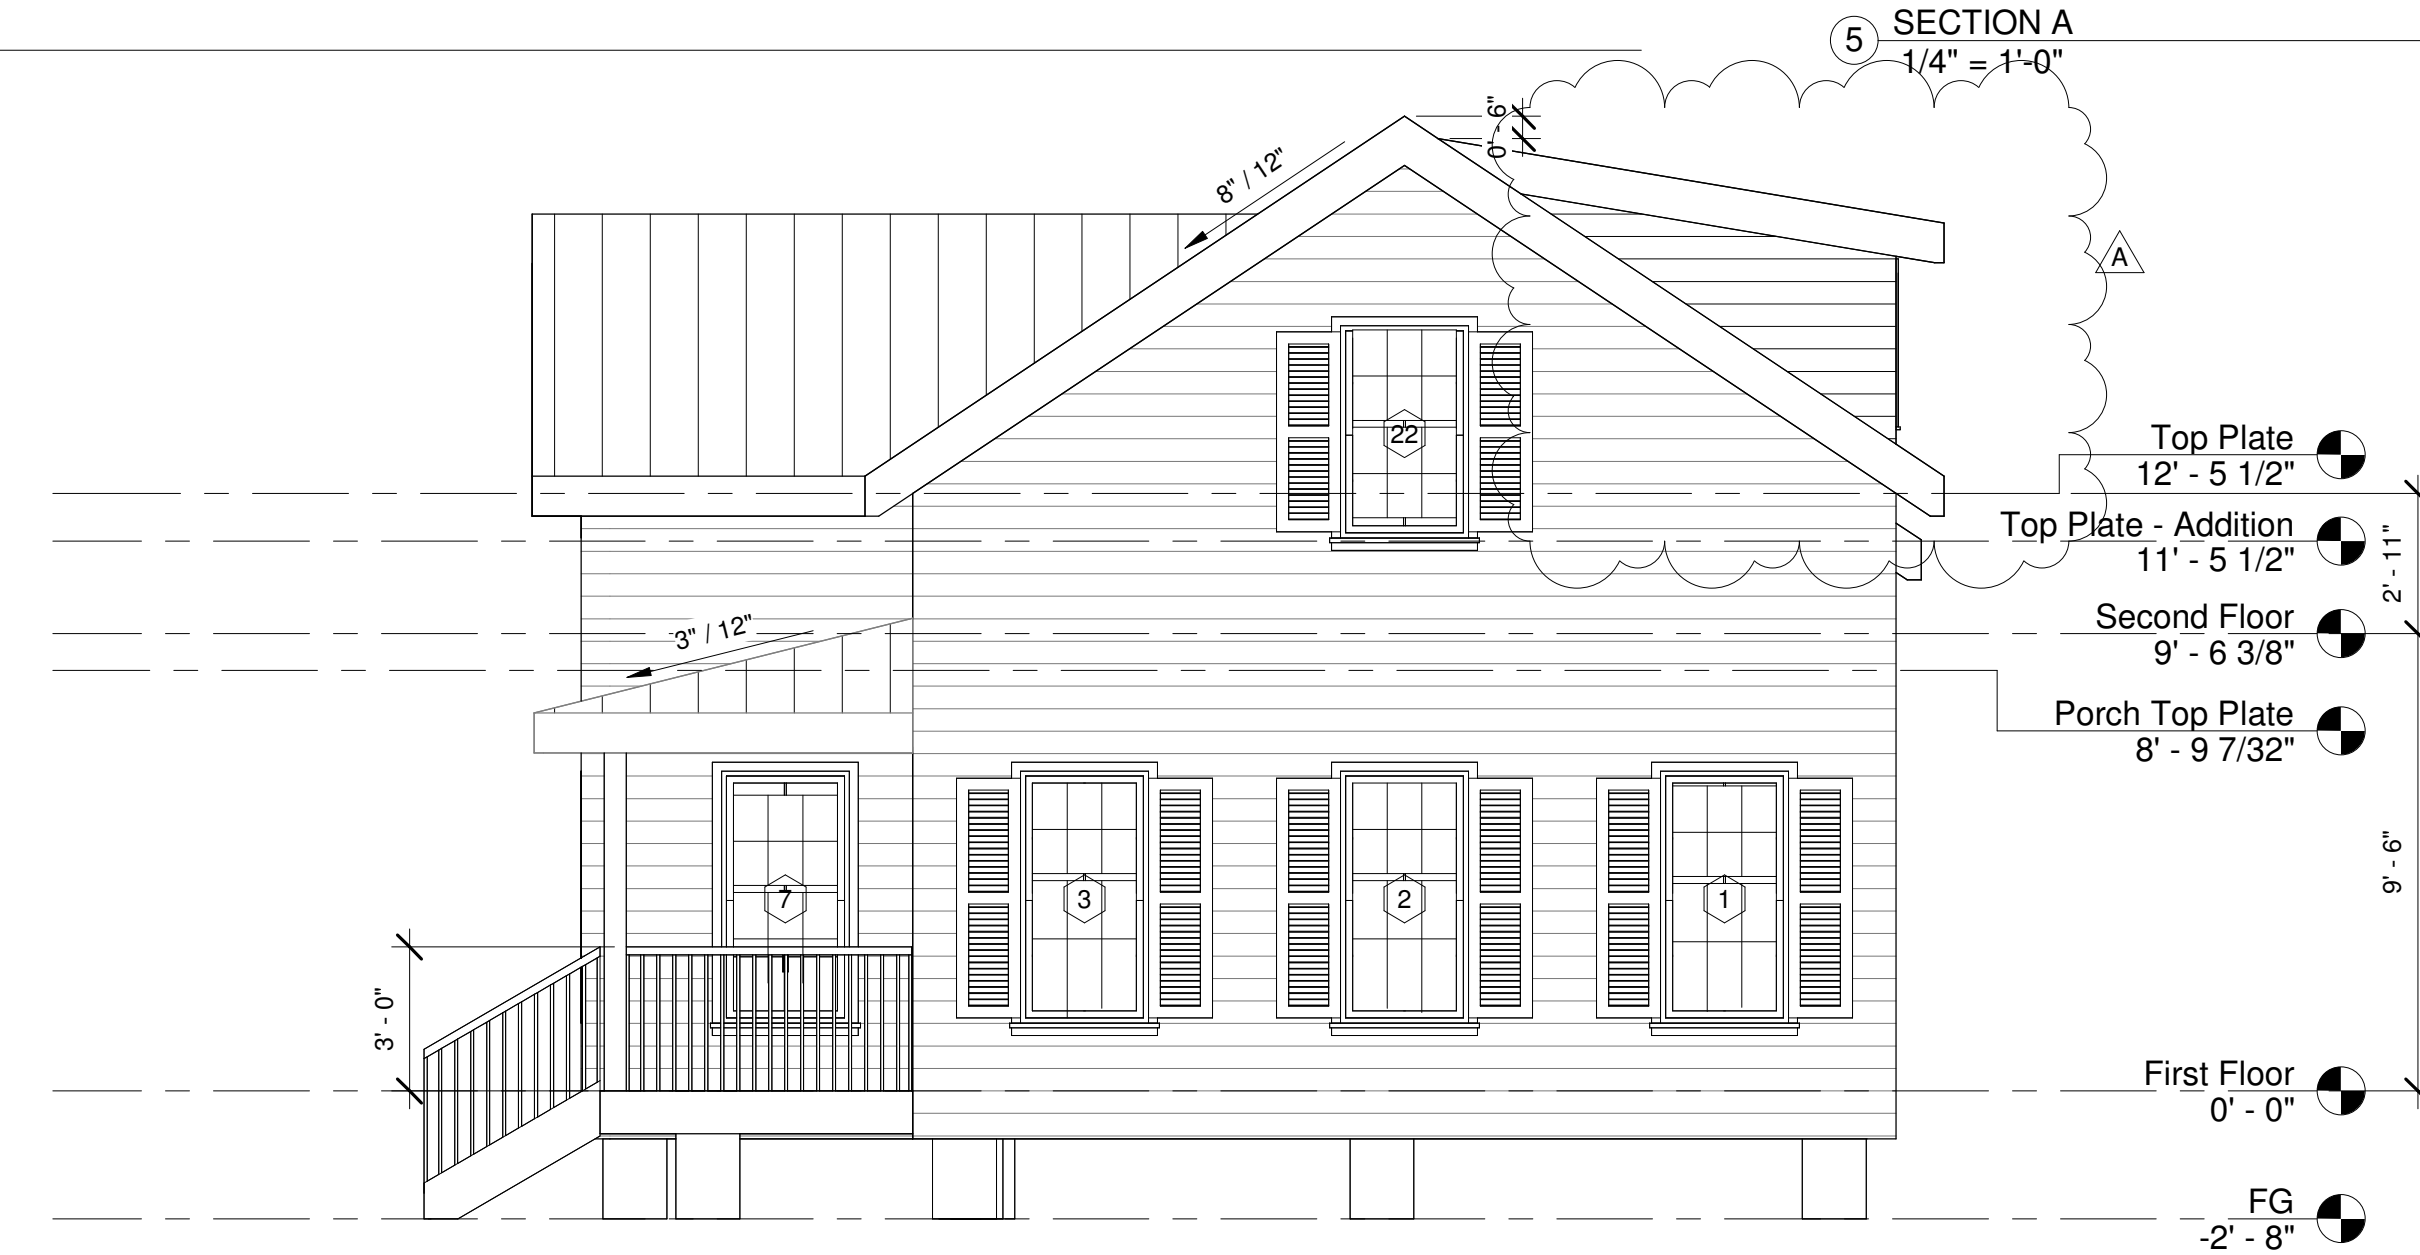 5
SECTION A
1/4" = 1'-0"
0' - 6"
8" / 12"
A
22
Top Plate
12' - 5 1/2"
Top Plate - Addition
11' - 5 1/2"
2' - 11"
Second Floor
9' - 6 3/8"
3" / 12"
Porch Top Plate
8' - 9 7/32"
9' - 6"
7
3
2
1
3' - 0"
First Floor
0' - 0"
FG
-2' - 8"